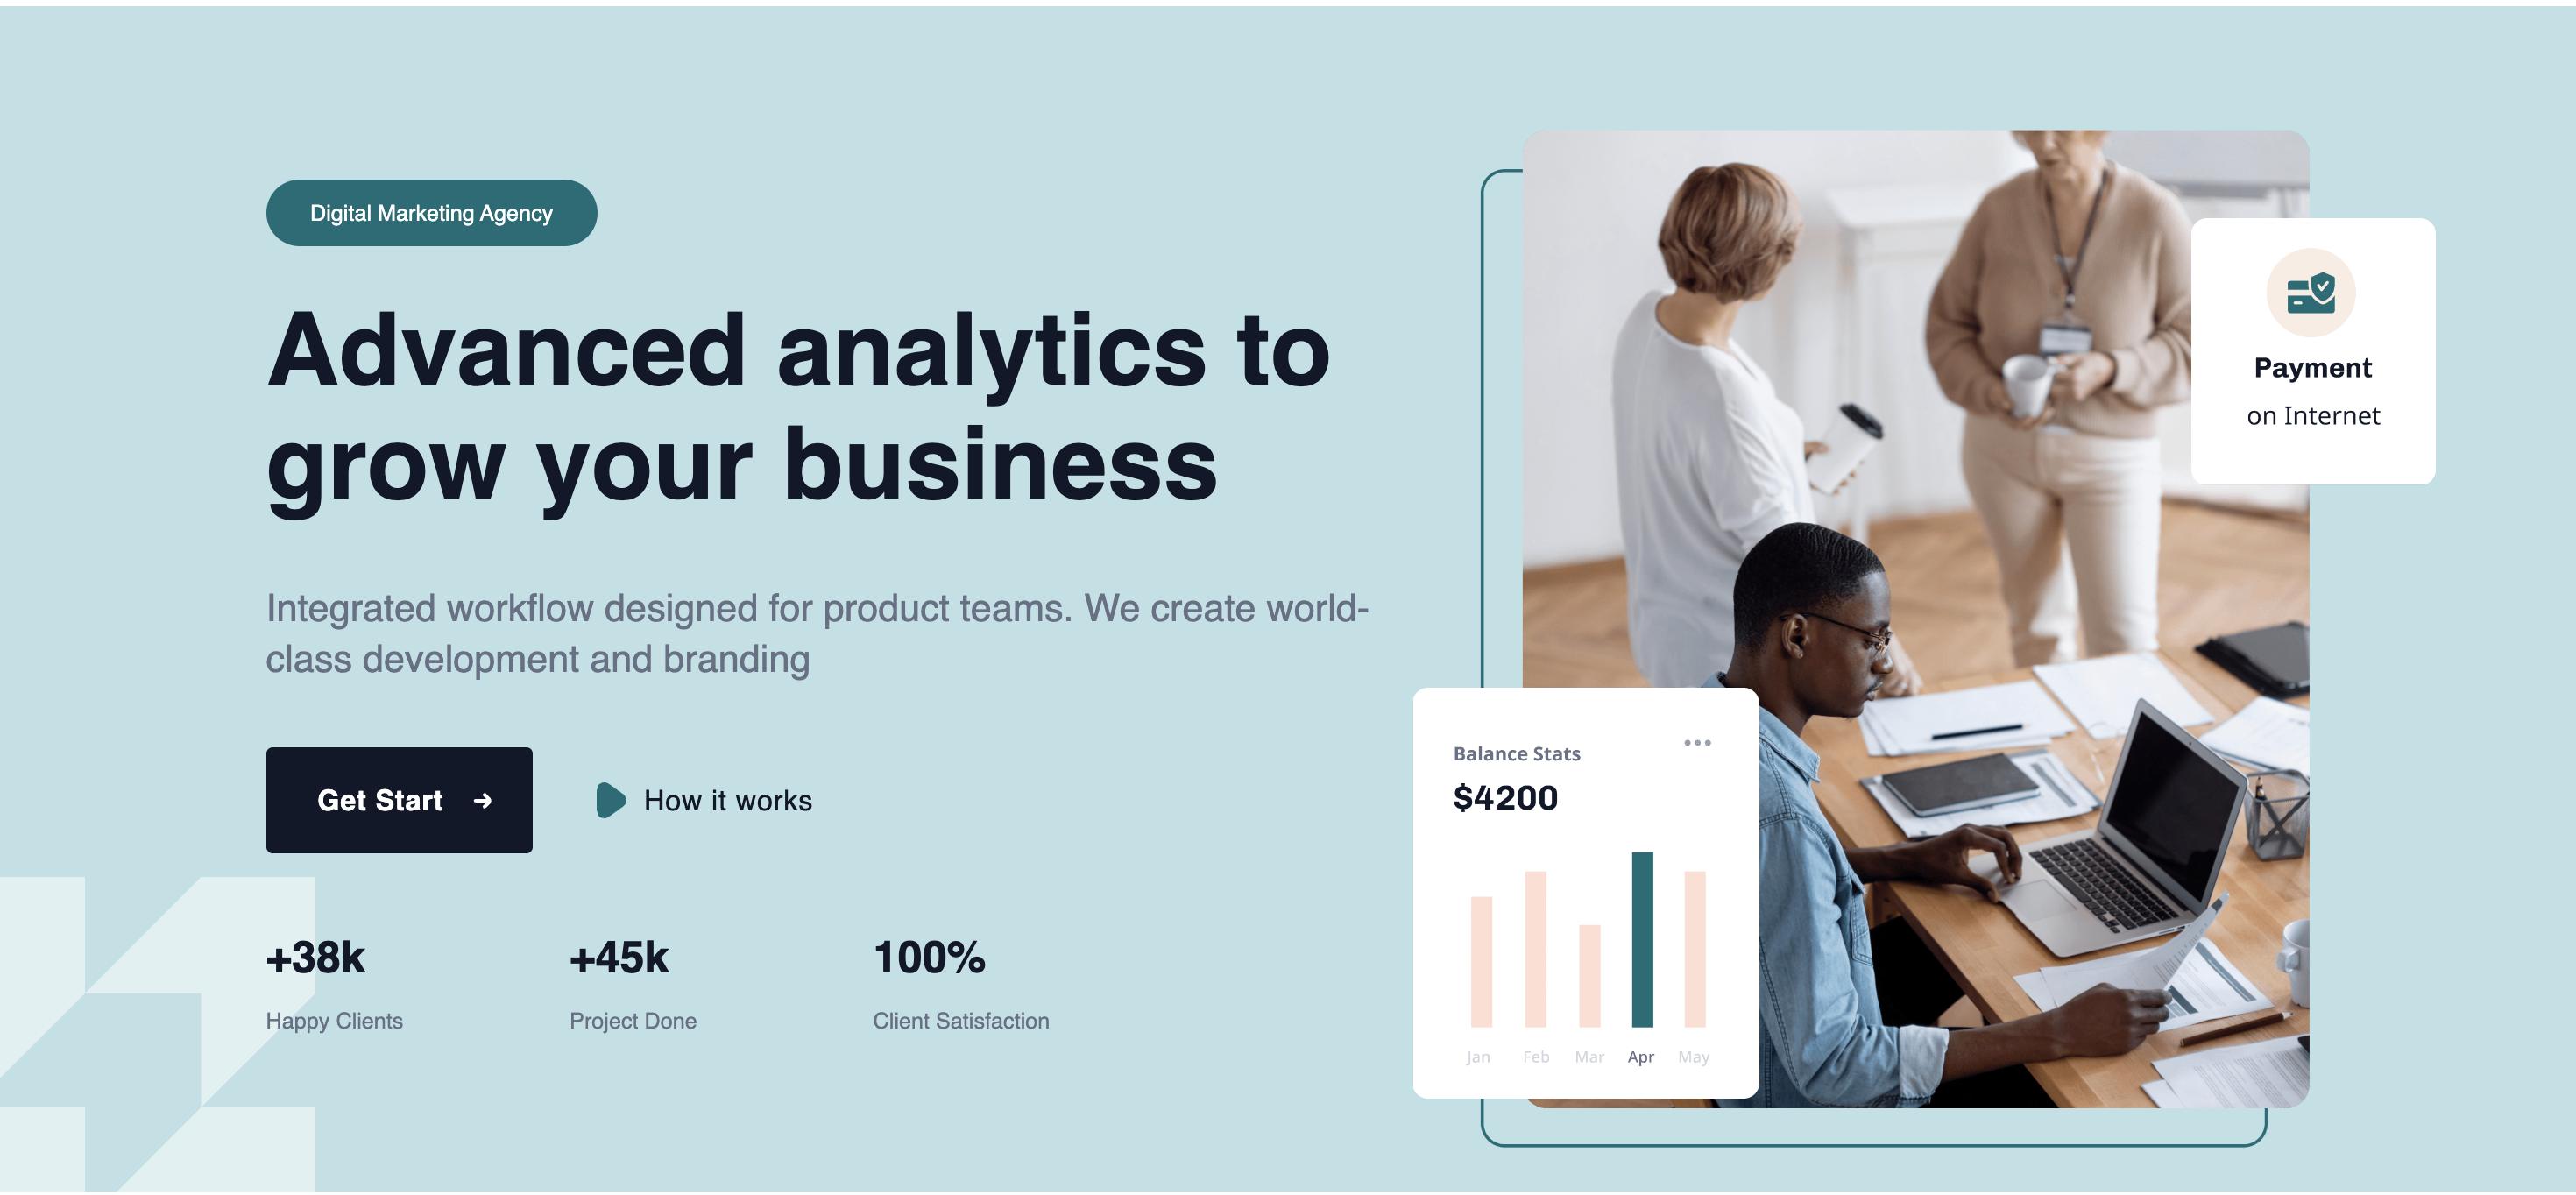 Digital Marketing Agency
Advanced analytics to
grow your business
Integrated workflow designed for product teams. We create world-
class development and branding
Get Start
How it works
+38k
Happy Clients
+45k
Project Done
100%
Client Satisfaction
Payment
on Internet
Balance Stats
$4200
Jan Feb Mar Apr May